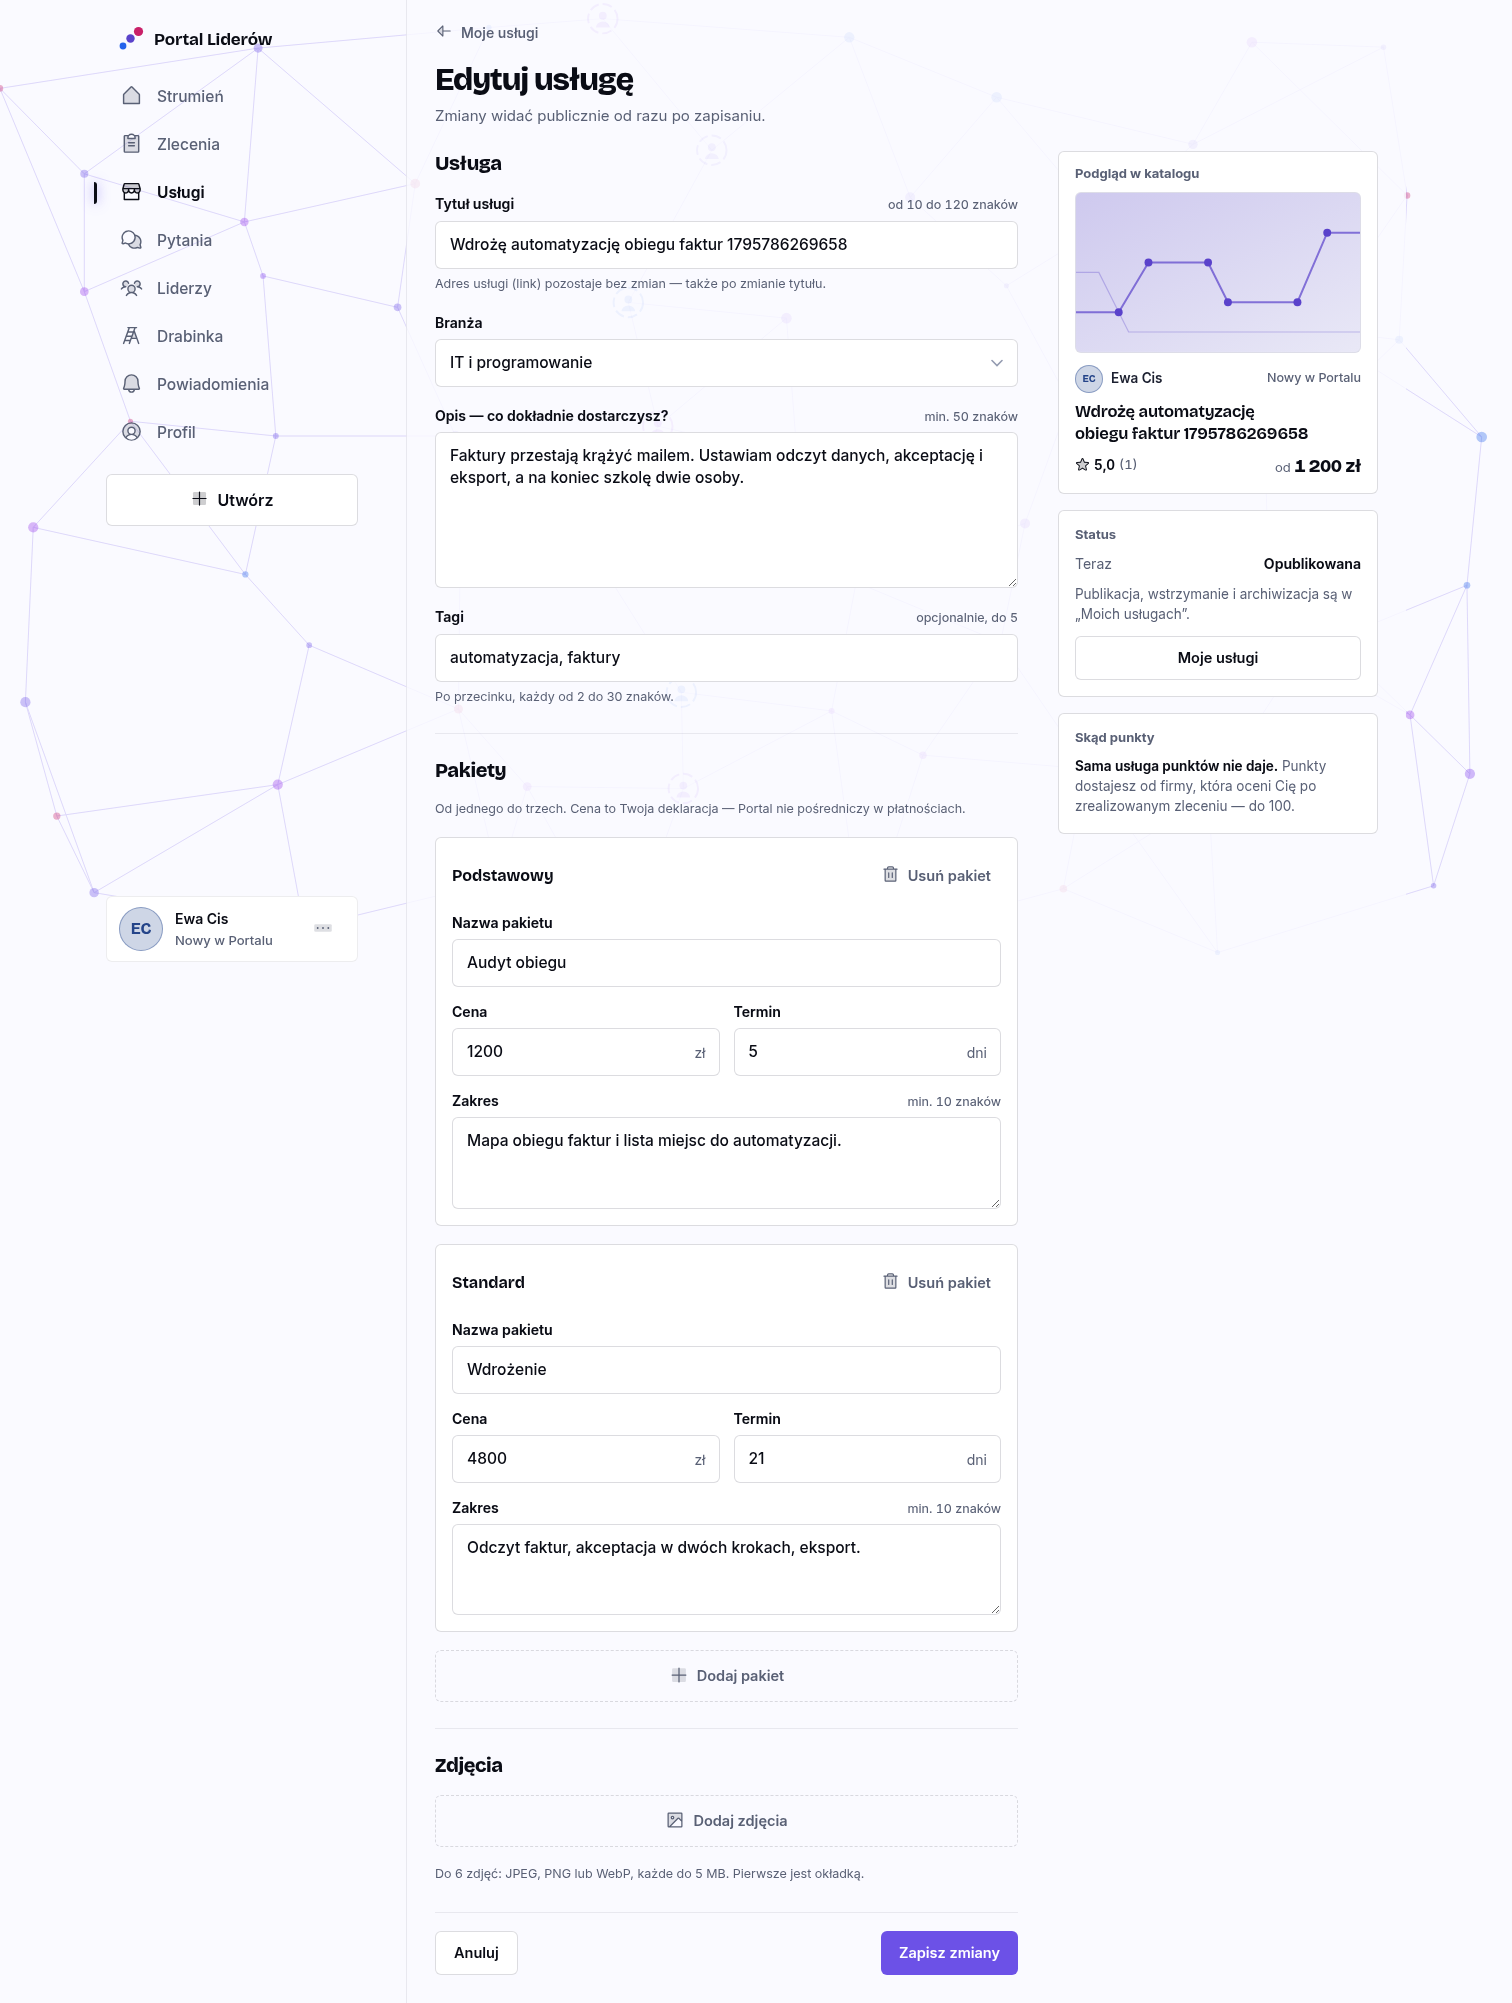 Portal Liderów
Strumień
Zlecenia
Usługi
Pytania
Liderzy
Drabinka
Powiadomienia
Profil
Utwórz
EC
Ewa Cis
Nowy w Portalu
Moje usługi
Edytuj usługę
Zmiany widać publicznie od razu po zapisaniu.
Usługa
Tytuł usługi
od 10 do 120 znaków
Wdrożę automatyzację obiegu faktur 1795786269658
Adres usługi (link) pozostaje bez zmian — także po zmianie tytułu.
Branża
IT i programowanie
Opis — co dokładnie dostarczysz?
min. 50 znaków
Faktury przestają krążyć mailem. Ustawiam odczyt danych, akceptację i
eksport, a na koniec szkolę dwie osoby.
Tagi
opcjonalnie, do 5
automatyzacja, faktury
Po przecinku, każdy od 2 do 30 znaków.
Pakiety
Od jednego do trzech. Cena to Twoja deklaracja — Portal nie pośredniczy w płatnościach.
Podstawowy
Usuń pakiet
Nazwa pakietu
Audyt obiegu
Cena
Termin
1200 zł
5 dni
Zakres
min. 10 znaków
Mapa obiegu faktur i lista miejsc do automatyzacji.
Standard
Usuń pakiet
Nazwa pakietu
Wdrożenie
Cena
Termin
4800 zł
21 dni
Zakres
min. 10 znaków
Odczyt faktur, akceptacja w dwóch krokach, eksport.
Dodaj pakiet
Zdjęcia
Dodaj zdjęcia
Do 6 zdjęć: JPEG, PNG lub WebP, każde do 5 MB. Pierwsze jest okładką.
Anuluj
Zapisz zmiany
Podgląd w katalogu
EC
Ewa Cis
Nowy w Portalu
Wdrożę automatyzację
obiegu faktur 1795786269658
5,0 (1)
od 1 200 zł
Status
Teraz
Opublikowana
Publikacja, wstrzymanie i archiwizacja są w
„Moich usługach”.
Moje usługi
Skąd punkty
Sama usługa punktów nie daje. Punkty
dostajesz od firmy, która oceni Cię po
zrealizowanym zleceniu — do 100.